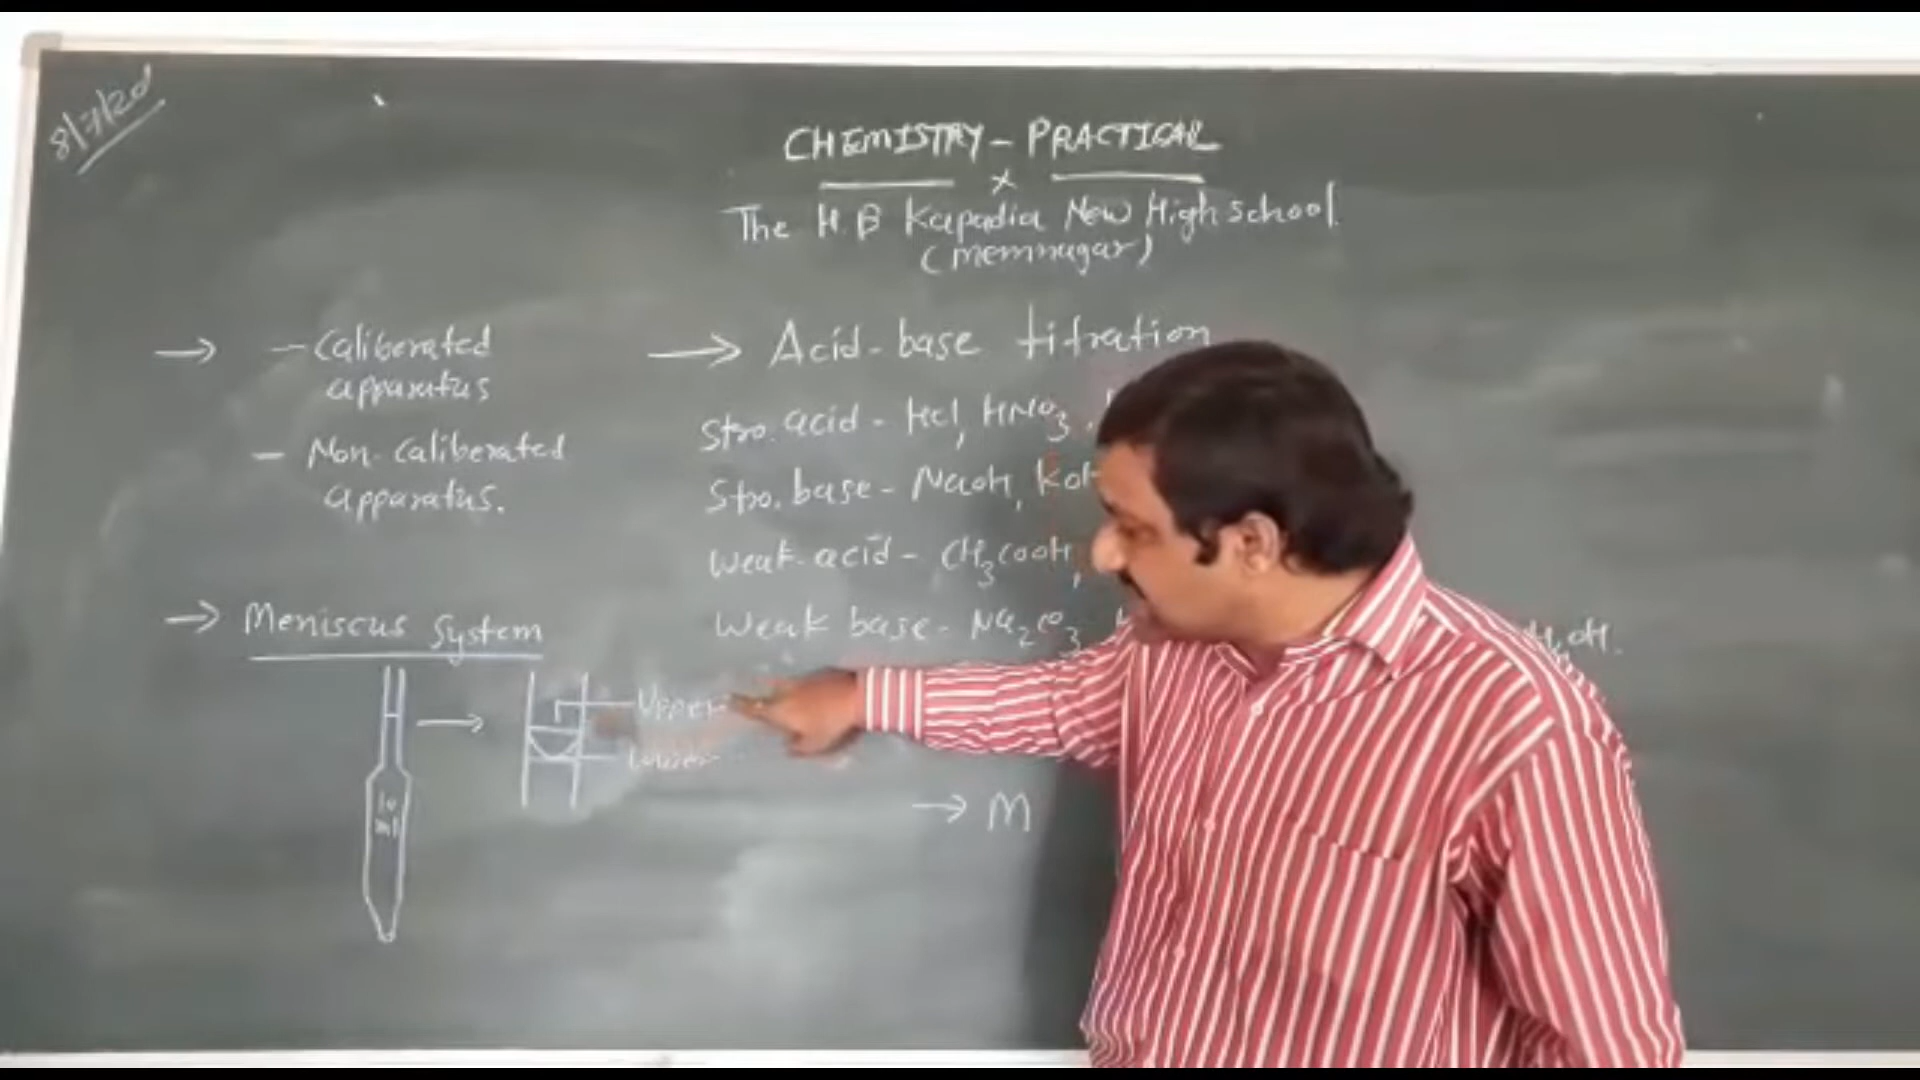 8/7/20
CHEMISTRY - PRACTICAL
x
The H.B Kapadia New High School.
(memnagar)
→ - Caliberated
apparatus
- Non-caliberated
apparatus.
→ Meniscus System
10
ml
→
Upper
Lower
→ Acid-base titration
Stro. acid - HCl, HNO3,
Stro. base - NaOH, KOH
Weak-acid - CH3COOH,
Weak base - Na2CO3
→ M